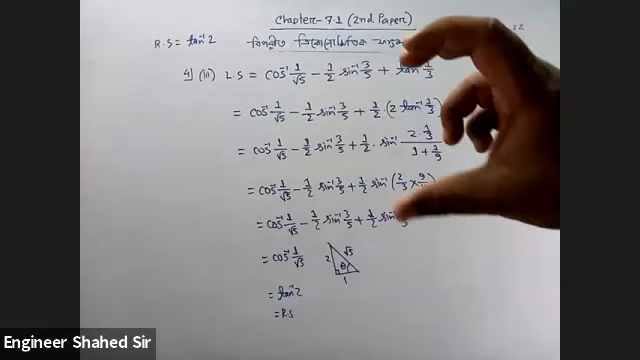 Chapter-7.1 (2nd Paper)
22
R.S = tan⁻¹2
বিপরীত ত্রিকোণমিতিক
4) (iii) L.S = cos⁻¹ 1/√5 − 1/2 sin⁻¹ 3/5 + tan⁻¹ 1/3
= cos⁻¹ 1/√5 − 1/2 sin⁻¹ 3/5 + 1/2 · (2 tan⁻¹ 1/3)
= cos⁻¹ 1/√5 − 1/2 sin⁻¹ 3/5 + 1/2 · sin⁻¹ (2 · 1/3)/(1 + 1/9)
= cos⁻¹ 1/√5 − 1/2 sin⁻¹ 3/5 + 1/2 sin⁻¹ (2/3 × 9/
= cos⁻¹ 1/√5 − 1/2 sin⁻¹ 3/5 + 1/2 sin⁻¹
= cos⁻¹ 1/√5
2 √5 θ 1
= tan⁻¹2
= R.S
Engineer Shahed Sir